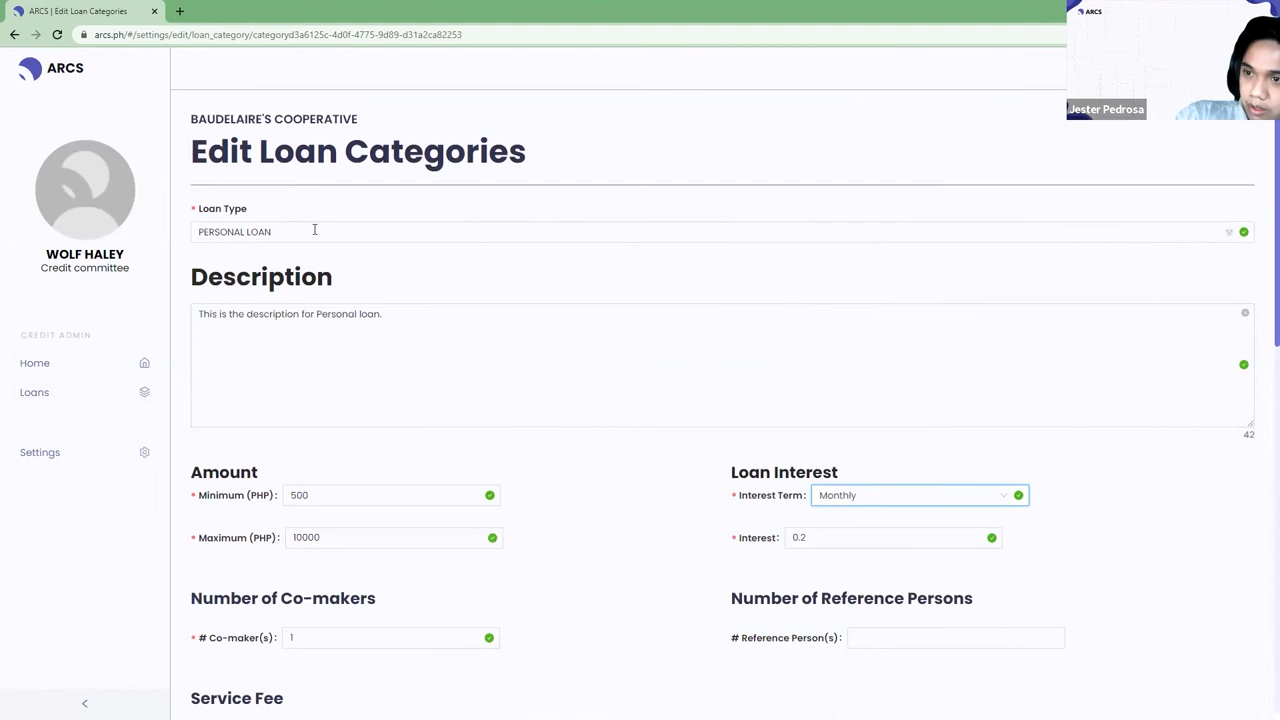 ARCS | Edit Loan Categories
arcs.ph/#/settings/edit/loan_category/categoryd3a6125c-4d0f-4775-9d89-d31a2ca82253
ARCS
Jester Pedrosa
ARCS
WOLF HALEY
Credit committee
CREDIT ADMIN
Home
Loans
Settings
BAUDELAIRE'S COOPERATIVE
Edit Loan Categories
* Loan Type
PERSONAL LOAN
Description
This is the description for Personal loan.
42
Amount
* Minimum (PHP): 500
* Maximum (PHP): 10000
Loan Interest
* Interest Term: Monthly
* Interest: 0.2
Number of Co-makers
* # Co-maker(s): 1
Number of Reference Persons
# Reference Person(s):
Service Fee